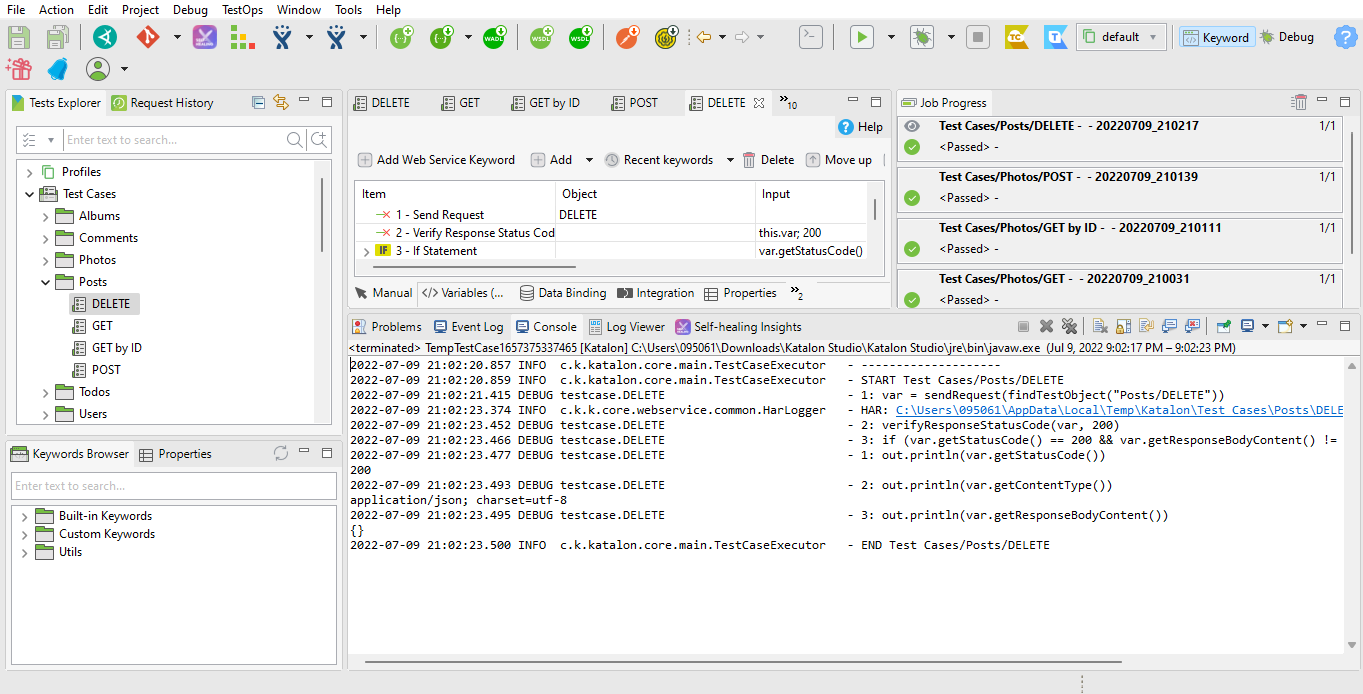 File Action Edit Project Debug TestOps Window Tools Help
default Keyword Debug
Tests Explorer Request History
Enter text to search...
Profiles
Test Cases
Albums
Comments
Photos
Posts
DELETE
GET
GET by ID
POST
Todos
Users
Keywords Browser Properties
Enter text to search...
Built-in Keywords
Custom Keywords
Utils
DELETE GET GET by ID POST DELETE »10
Help
Add Web Service Keyword Add Recent keywords Delete Move up
Item Object Input
1 - Send Request DELETE
2 - Verify Response Status Cod this.var; 200
IF 3 - If Statement var.getStatusCode()
Manual </> Variables (... Data Binding Integration Properties »2
Job Progress
Test Cases/Posts/DELETE - - 20220709_210217 1/1
<Passed> -
Test Cases/Photos/POST - - 20220709_210139 1/1
<Passed> -
Test Cases/Photos/GET by ID - - 20220709_210111 1/1
<Passed> -
Test Cases/Photos/GET - - 20220709_210031 1/1
<Passed> -
Problems Event Log Console Log Viewer Self-healing Insights
<terminated> TempTestCase1657375337465 [Katalon] C:\Users\095061\Downloads\Katalon Studio\Katalon Studio\jre\bin\javaw.exe (Jul 9, 2022 9:02:17 PM – 9:02:23 PM)
2022-07-09 21:02:20.857 INFO c.k.katalon.core.main.TestCaseExecutor - --------------------
2022-07-09 21:02:20.859 INFO c.k.katalon.core.main.TestCaseExecutor - START Test Cases/Posts/DELETE
2022-07-09 21:02:21.415 DEBUG testcase.DELETE - 1: var = sendRequest(findTestObject("Posts/DELETE"))
2022-07-09 21:02:23.374 INFO c.k.k.core.webservice.common.HarLogger - HAR: C:\Users\095061\AppData\Local\Temp\Katalon\Test Cases\Posts\DELE
2022-07-09 21:02:23.452 DEBUG testcase.DELETE - 2: verifyResponseStatusCode(var, 200)
2022-07-09 21:02:23.466 DEBUG testcase.DELETE - 3: if (var.getStatusCode() == 200 && var.getResponseBodyContent() !=
2022-07-09 21:02:23.477 DEBUG testcase.DELETE - 1: out.println(var.getStatusCode())
200
2022-07-09 21:02:23.493 DEBUG testcase.DELETE - 2: out.println(var.getContentType())
application/json; charset=utf-8
2022-07-09 21:02:23.495 DEBUG testcase.DELETE - 3: out.println(var.getResponseBodyContent())
{}
2022-07-09 21:02:23.500 INFO c.k.katalon.core.main.TestCaseExecutor - END Test Cases/Posts/DELETE